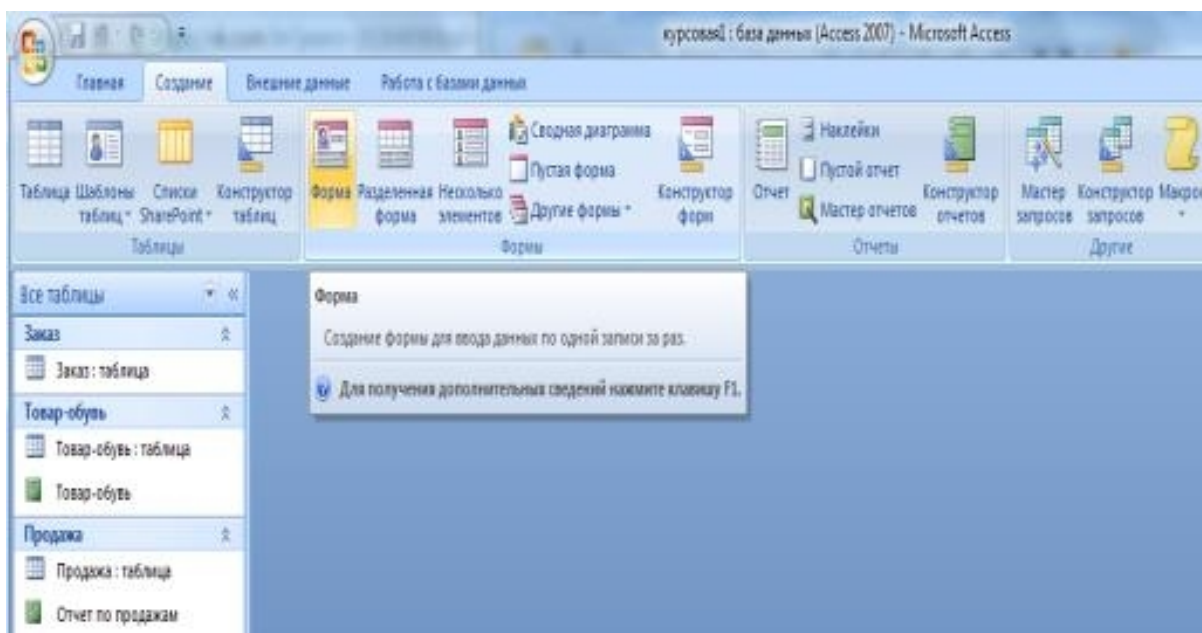 курсовая1 : база данных (Access 2007) - Microsoft Access
Главная Создание Внешние данные Работа с базами данных
Таблица
Шаблоны
таблиц
Списки
SharePoint
Конструктор
таблиц
Таблицы
Форма
Разделенная
форма
Несколько
элементов
Сводная диаграмма
Пустая форма
Другие формы
Конструктор
форм
Формы
Отчет
Наклейки
Пустой отчет
Мастер отчетов
Конструктор
отчетов
Отчеты
Мастер
запросов
Конструктор
запросов
Макрос
Другие
Все таблицы
Заказ
Заказ : таблица
Товар-обувь
Товар-обувь : таблица
Товар-обувь
Продажа
Продажа : таблица
Отчет по продажам
Форма
Создание формы для ввода данных по одной записи за раз.
Для получения дополнительных сведений нажмите клавишу F1.